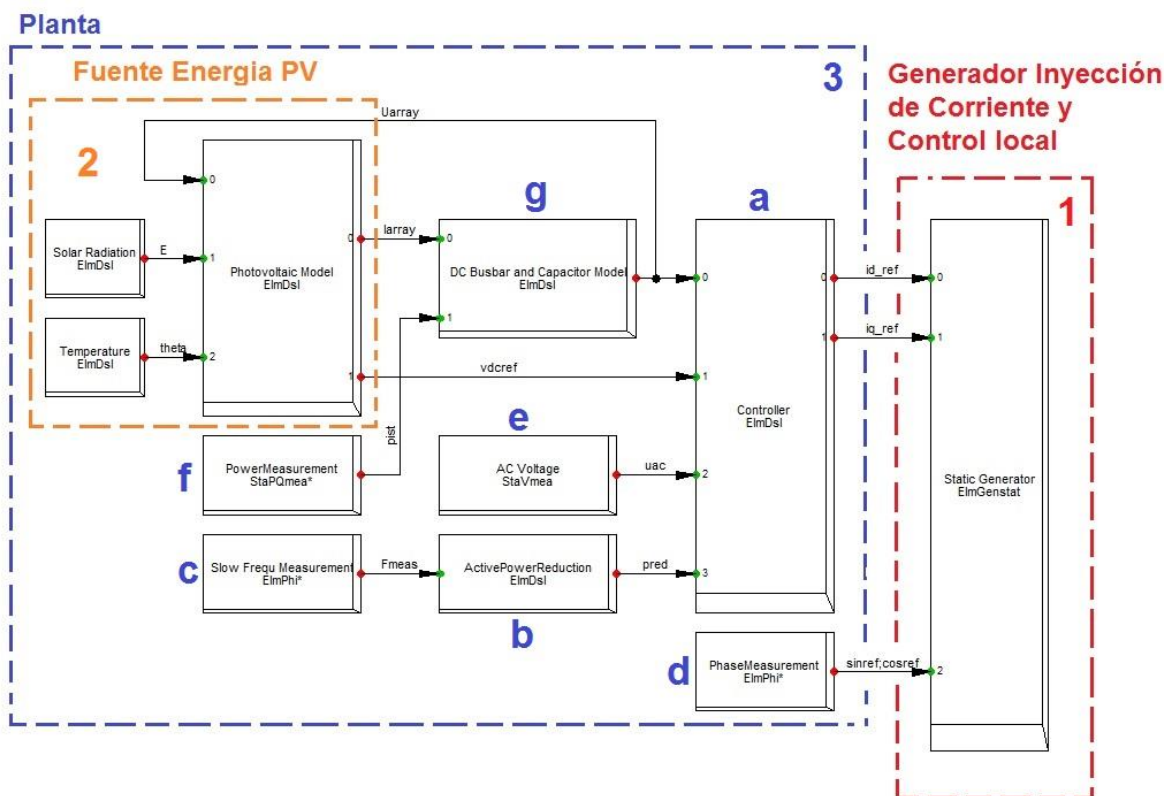 Planta
Fuente Energia PV
3
Generador Inyección
de Corriente y
Control local
Uarray
2
1
0
g
a
Solar Radiation
ElmDsl
E
1
Photovoltaic Model
ElmDsl
0
Iarray
0
DC Busbar and Capacitor Model
ElmDsl
0
0
id_ref
0
Temperature
ElmDsl
theta
2
1
1
iq_ref
1
1
vdcref
1
Controller
ElmDsl
pist
e
f
PowerMeasurement
StaPQmea*
AC Voltage
StaVmea
uac
2
Static Generator
ElmGenstat
c
Slow Frequ Measurement
ElmPhi*
Fmeas
ActivePowerReduction
ElmDsl
pred
3
b
d
PhaseMeasurement
ElmPhi*
sinref;cosref
2